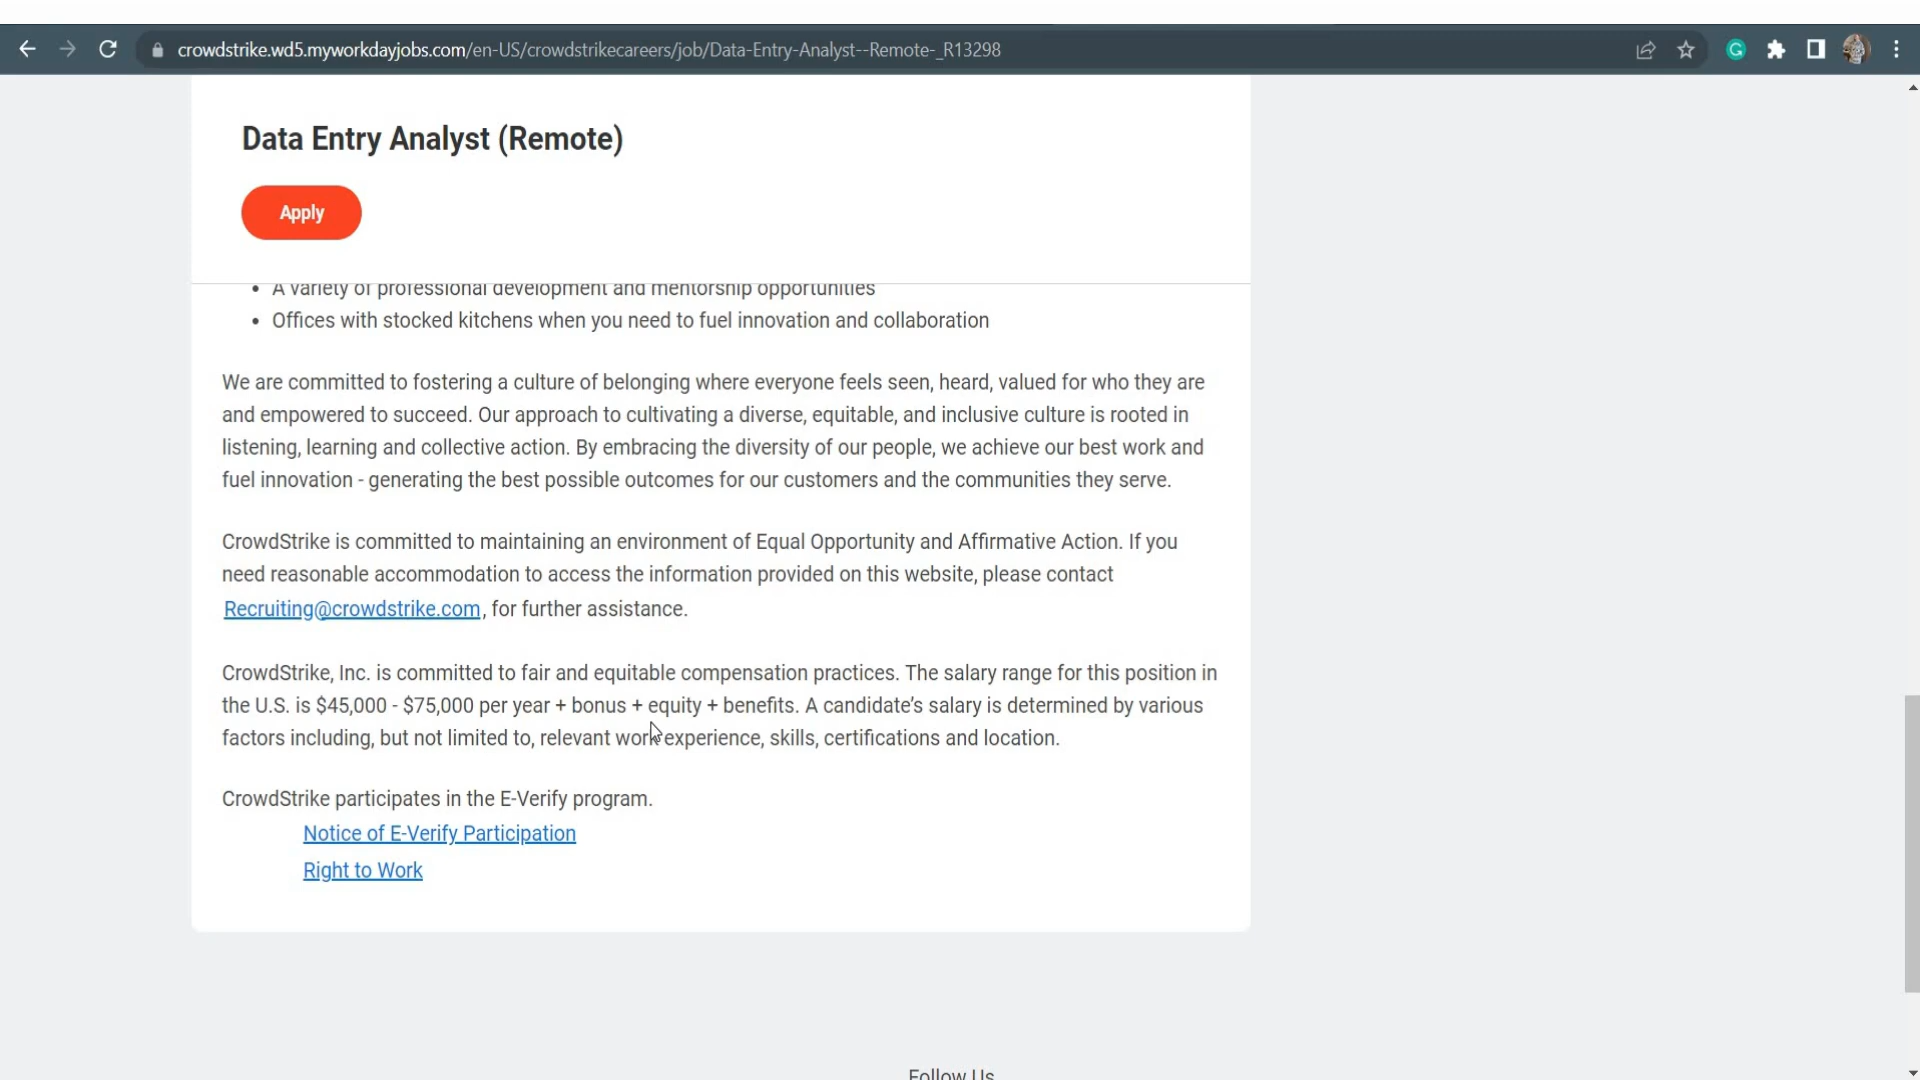 crowdstrike.wd5.myworkdayjobs.com/en-US/crowdstrikecareers/job/Data-Entry-Analyst--Remote-_R13298
Data Entry Analyst (Remote)
Apply
• A variety of professional development and mentorship opportunities
• Offices with stocked kitchens when you need to fuel innovation and collaboration
We are committed to fostering a culture of belonging where everyone feels seen, heard, valued for who they are
and empowered to succeed. Our approach to cultivating a diverse, equitable, and inclusive culture is rooted in
listening, learning and collective action. By embracing the diversity of our people, we achieve our best work and
fuel innovation - generating the best possible outcomes for our customers and the communities they serve.
CrowdStrike is committed to maintaining an environment of Equal Opportunity and Affirmative Action. If you
need reasonable accommodation to access the information provided on this website, please contact
Recruiting@crowdstrike.com, for further assistance.
CrowdStrike, Inc. is committed to fair and equitable compensation practices. The salary range for this position in
the U.S. is $45,000 - $75,000 per year + bonus + equity + benefits. A candidate’s salary is determined by various
factors including, but not limited to, relevant work experience, skills, certifications and location.
CrowdStrike participates in the E-Verify program.
Notice of E-Verify Participation
Right to Work
Follow Us